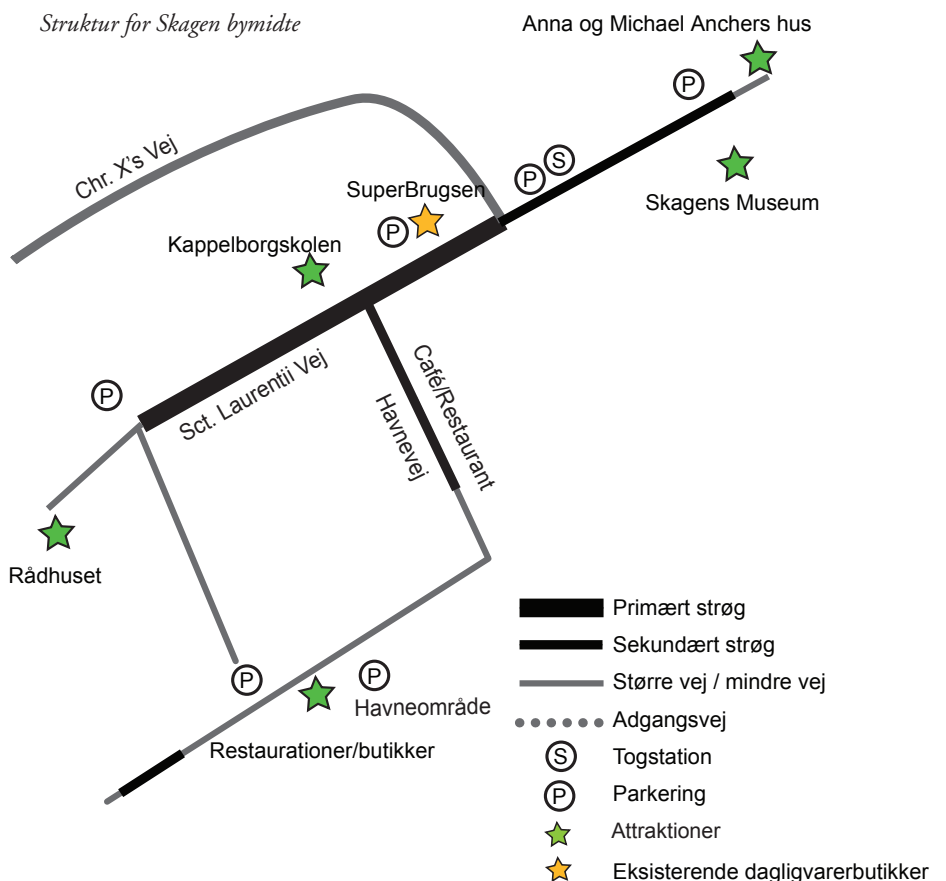 Struktur for Skagen bymidte
Anna og Michael Anchers hus
P
Chr. X's Vej
S
P
SuperBrugsen
P
Skagens Museum
Kappelborgskolen
Sct. Laurentii Vej
Café/Restaurant
Havnevej
P
Rådhuset
P
P
Havneområde
Restaurationer/butikker
Primært strøg
Sekundært strøg
Større vej / mindre vej
Adgangsvej
S Togstation
P Parkering
Attraktioner
Eksisterende dagligvarerbutikker